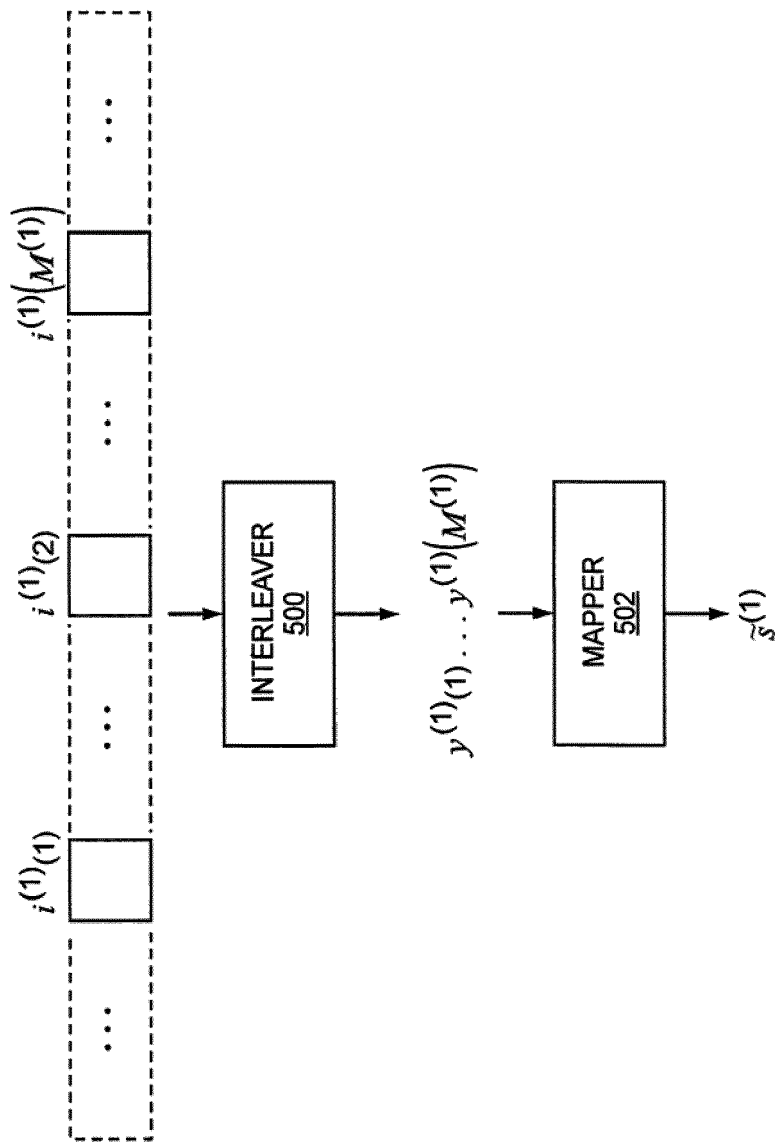 i^{(1)}(1) i^{(1)}(2) i^{(1)}(M^{(1)})
... ... ... ...
INTERLEAVER
500
y^{(1)}(1) . . . y^{(1)}(M^{(1)})
MAPPER
502
s̃^{(1)}